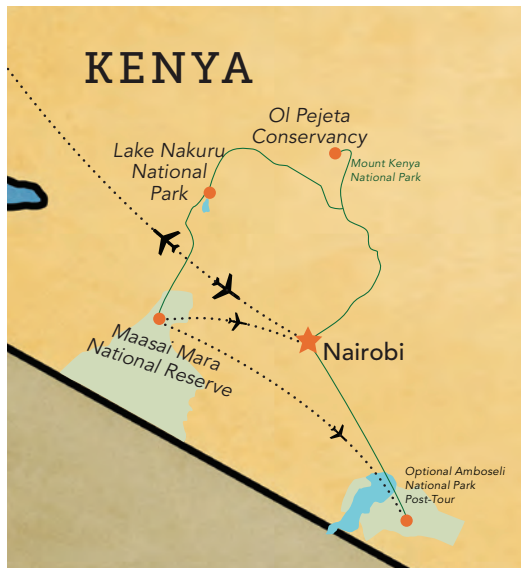 KENYA
Ol Pejeta
Conservancy
Mount Kenya
National Park
Lake Nakuru
National
Park
Maasai Mara
National Reserve
Nairobi
Optional Amboseli
National Park
Post-Tour